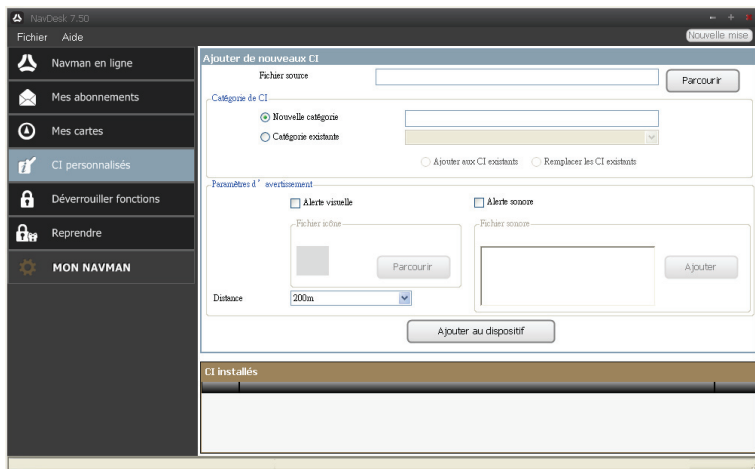 NavDesk 7.50
Fichier Aide
Nouvelle mise
Navman en ligne
Mes abonnements
Mes cartes
CI personnalisés
Déverrouiller fonctions
Reprendre
MON NAVMAN
Ajouter de nouveaux CI
Fichier source
Parcourir
Catégorie de CI
Nouvelle catégorie
Catégorie existante
Ajouter aux CI existants Remplacer les CI existants
Paramètres d’ avertissement
Alerte visuelle Alerte sonore
Fichier icône Fichier sonore
Parcourir Ajouter
Distance 200m
Ajouter au dispositif
CI installés